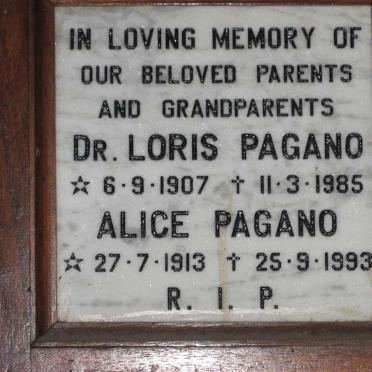 IN LOVING MEMORY OF
OUR BELOVED PARENTS
AND GRANDPARENTS
DR. LORIS PAGANO
☆ 6·9·1907 † 11·3·1985
ALICE PAGANO
☆ 27·7·1913 † 25·9·1993
R. I. P.